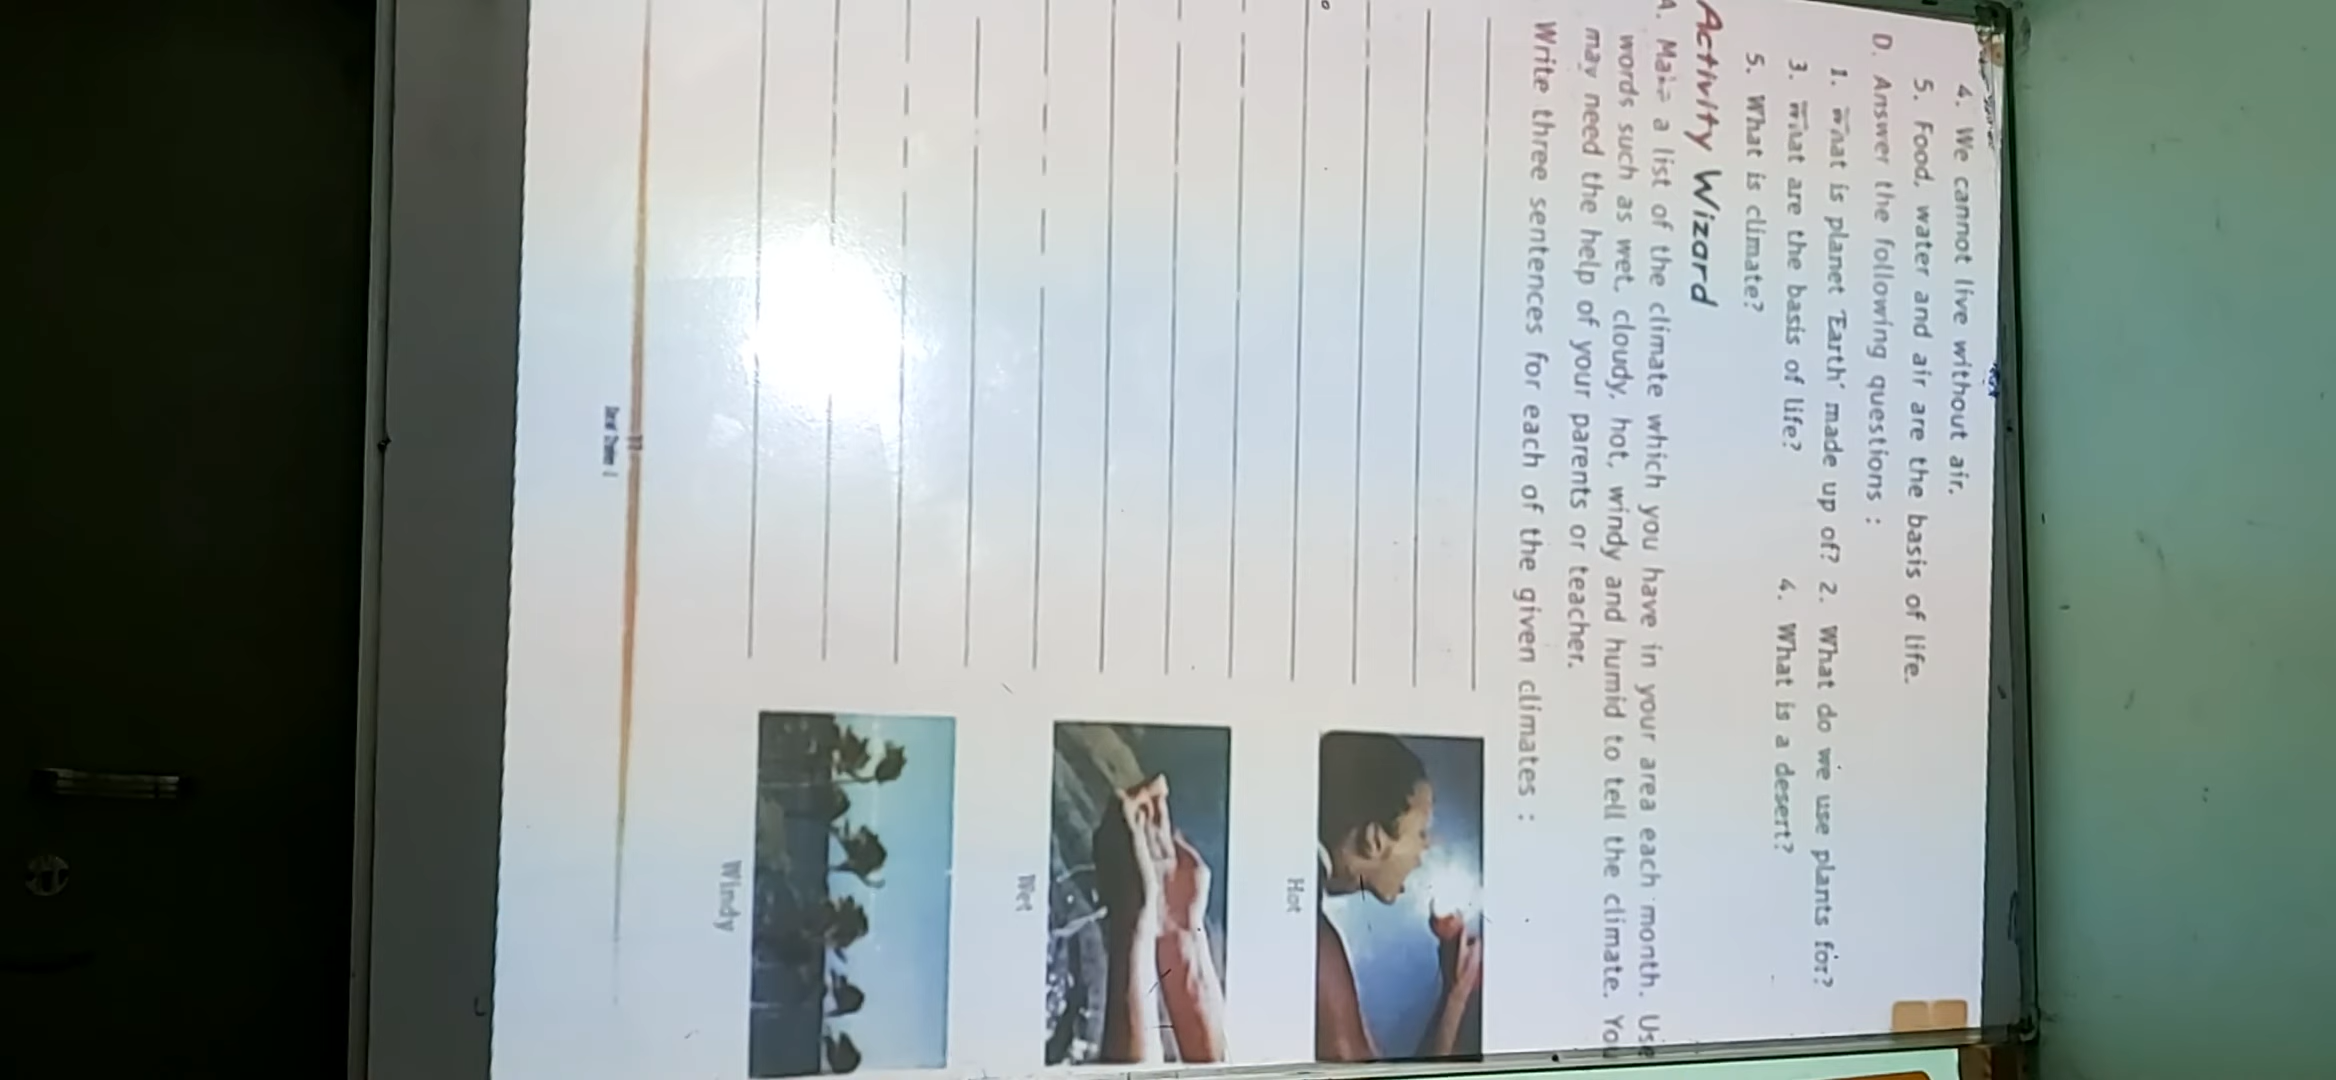 4. We cannot live without air.
5. Food, water and air are the basis of life.
D. Answer the following questions :
1. What is planet 'Earth' made up of? 2. What do we use plants for?
3. What are the basis of life? 4. What is a desert?
5. What is climate?
Activity Wizard
A. Make a list of the climate which you have in your area each month. Use
words such as wet, cloudy, hot, windy and humid to tell the climate. You
may need the help of your parents or teacher.
Write three sentences for each of the given climates :
Hot
Wet
Windy